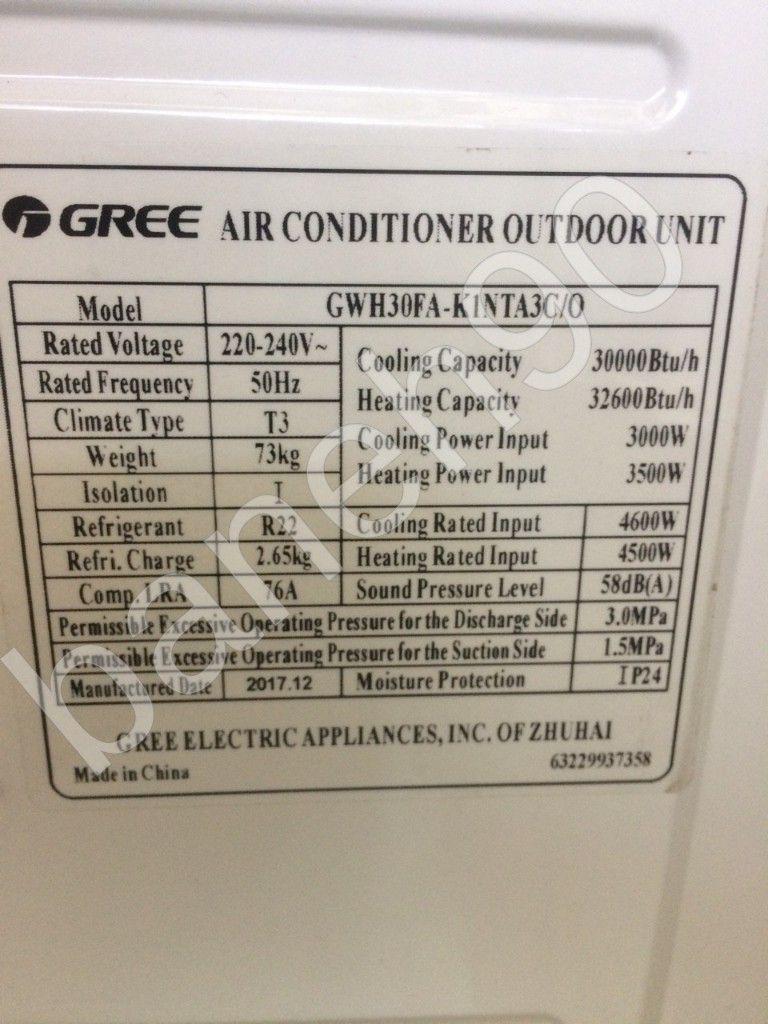 GREE AIR CONDITIONER OUTDOOR UNIT
Model GWH30FA-K1NTA3C/O
Rated Voltage 220-240V~ Cooling Capacity 30000Btu/h
Rated Frequency 50Hz Heating Capacity 32600Btu/h
Climate Type T3 Cooling Power Input 3000W
Weight 73kg Heating Power Input 3500W
Isolation I
Refrigerant R22 Cooling Rated Input 4600W
Refri. Charge 2.65kg Heating Rated Input 4500W
Comp. LRA 76A Sound Pressure Level 58dB(A)
Permissible Excessive Operating Pressure for the Discharge Side 3.0MPa
Permissible Excessive Operating Pressure for the Suction Side 1.5MPa
Manufactured Date 2017.12 Moisture Protection IP24
GREE ELECTRIC APPLIANCES, INC. OF ZHUHAI
Made in China 63229937358
banehgo